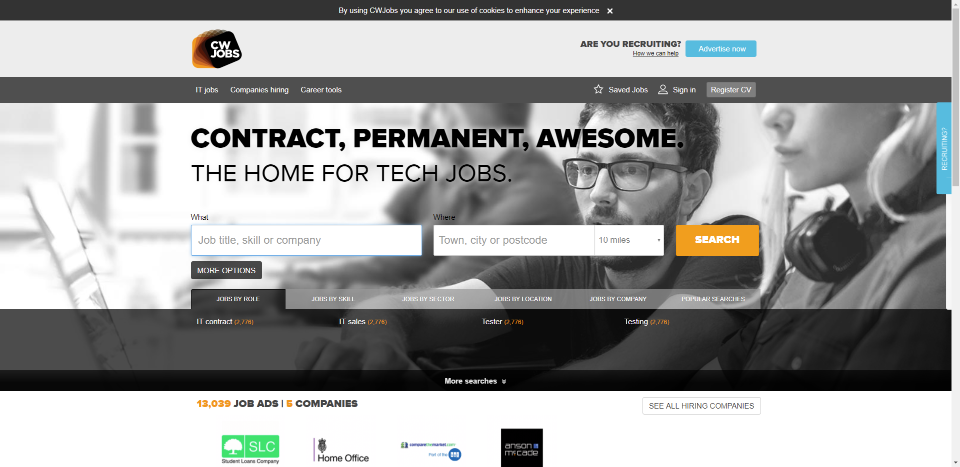 By using CWJobs you agree to our use of cookies to enhance your experience ×
CW
JOBS
ARE YOU RECRUITING?
How we can help
Advertise now
IT jobs
Companies hiring
Career tools
Saved Jobs
Sign in
Register CV
RECRUITING?
CONTRACT, PERMANENT, AWESOME.
THE HOME FOR TECH JOBS.
What
Where
Job title, skill or company
Town, city or postcode
10 miles
SEARCH
MORE OPTIONS
JOBS BY ROLE
JOBS BY SKILL
JOBS BY SECTOR
JOBS BY LOCATION
JOBS BY COMPANY
POPULAR SEARCHES
IT contract (2,776)
IT sales (2,776)
Tester (2,776)
Testing (2,776)
More searches
13,039 JOB ADS | 5 COMPANIES
SEE ALL HIRING COMPANIES
SLC
Student Loans Company
Home Office
comparethemarket.com
Part of the
anson
mccade